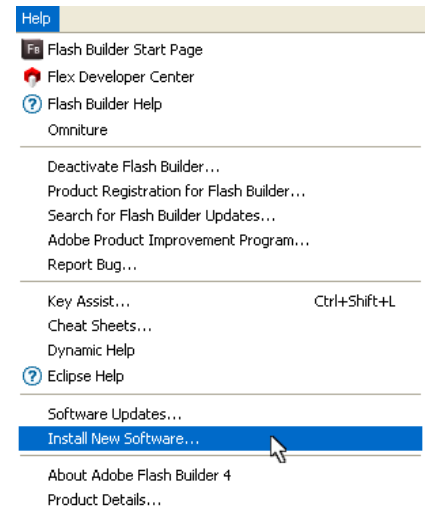 Help
Fb Flash Builder Start Page
Flex Developer Center
? Flash Builder Help
Omniture
Deactivate Flash Builder...
Product Registration for Flash Builder...
Search for Flash Builder Updates...
Adobe Product Improvement Program...
Report Bug...
Key Assist... Ctrl+Shift+L
Cheat Sheets...
Dynamic Help
? Eclipse Help
Software Updates...
Install New Software...
About Adobe Flash Builder 4
Product Details...